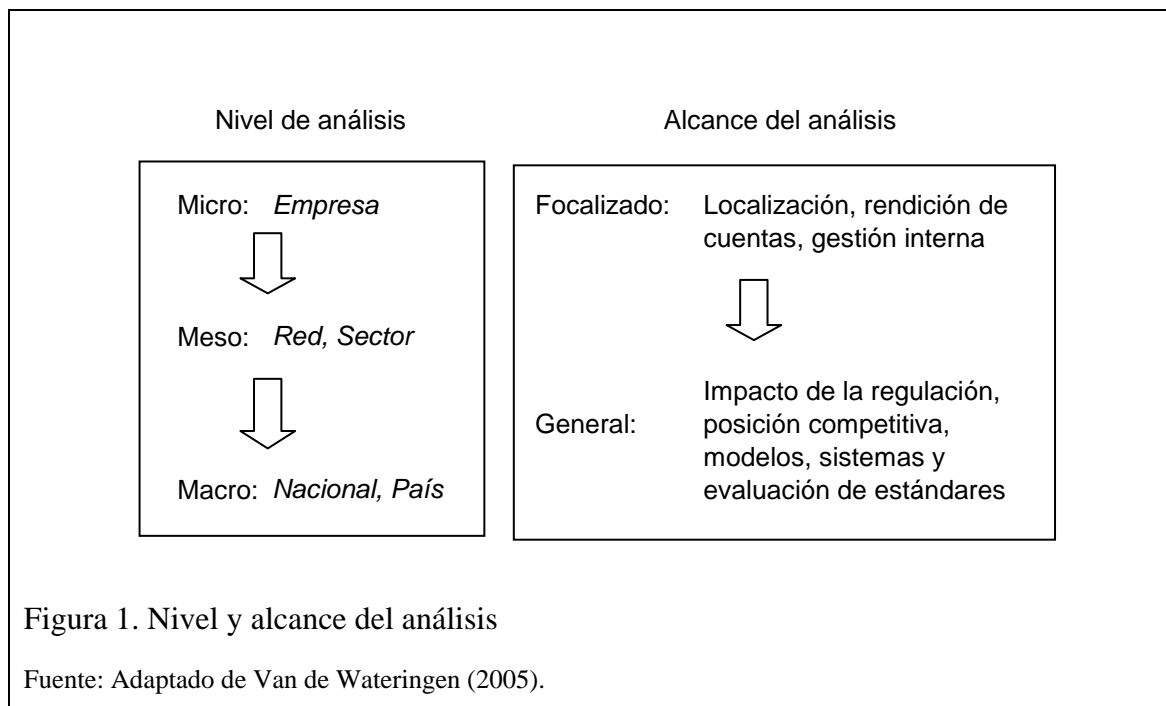 Nivel de análisis
Micro: Empresa
Meso: Red, Sector
Macro: Nacional, País
Alcance del análisis
Focalizado: Localización, rendición de
cuentas, gestión interna
Impacto de la regulación,
General: posición competitiva,
modelos, sistemas y
evaluación de estándares
Figura 1. Nivel y alcance del análisis
Fuente: Adaptado de Van de Wateringen (2005).